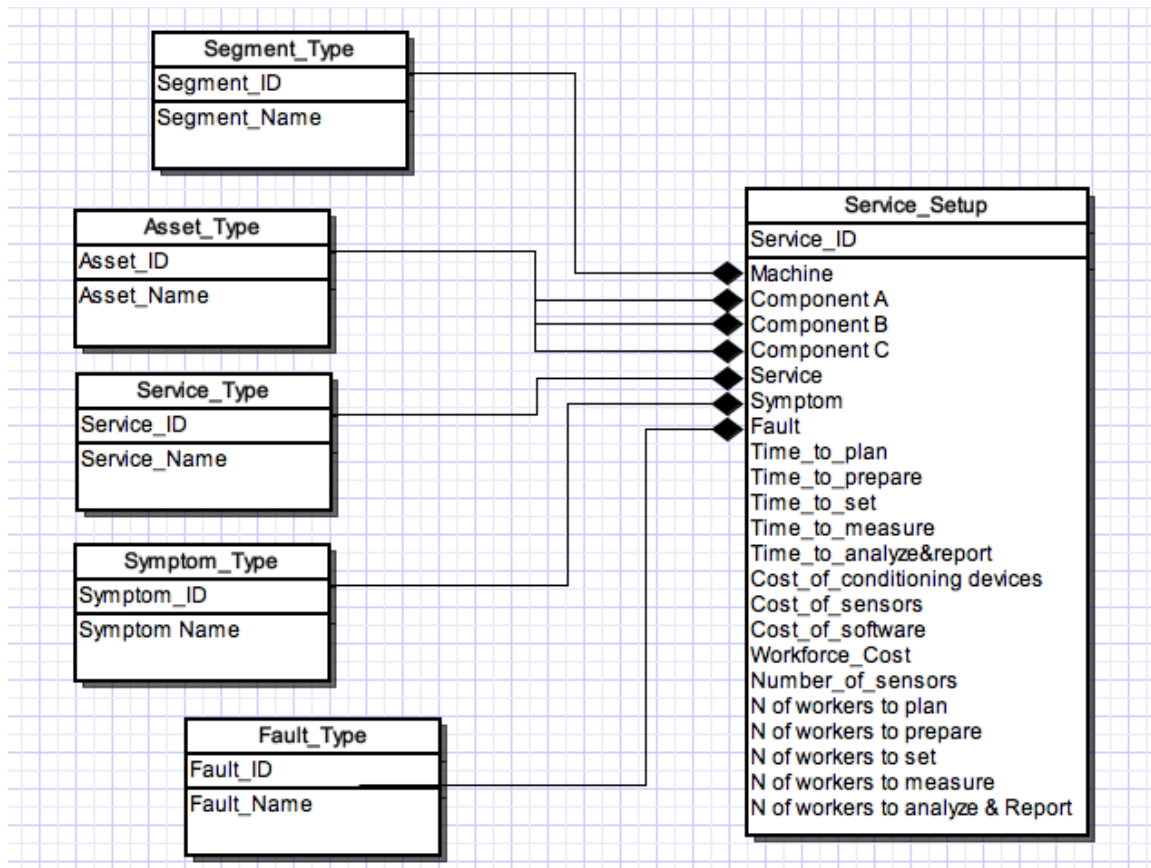 Segment_Type
Segment_ID
Segment_Name
Asset_Type
Asset_ID
Asset_Name
Service_Type
Service_ID
Service_Name
Symptom_Type
Symptom_ID
Symptom Name
Fault_Type
Fault_ID
Fault_Name
Service_Setup
Service_ID
Machine
Component A
Component B
Component C
Service
Symptom
Fault
Time_to_plan
Time_to_prepare
Time_to_set
Time_to_measure
Time_to_analyze&report
Cost_of_conditioning devices
Cost_of_sensors
Cost_of_software
Workforce_Cost
Number_of_sensors
N of workers to plan
N of workers to prepare
N of workers to set
N of workers to measure
N of workers to analyze & Report